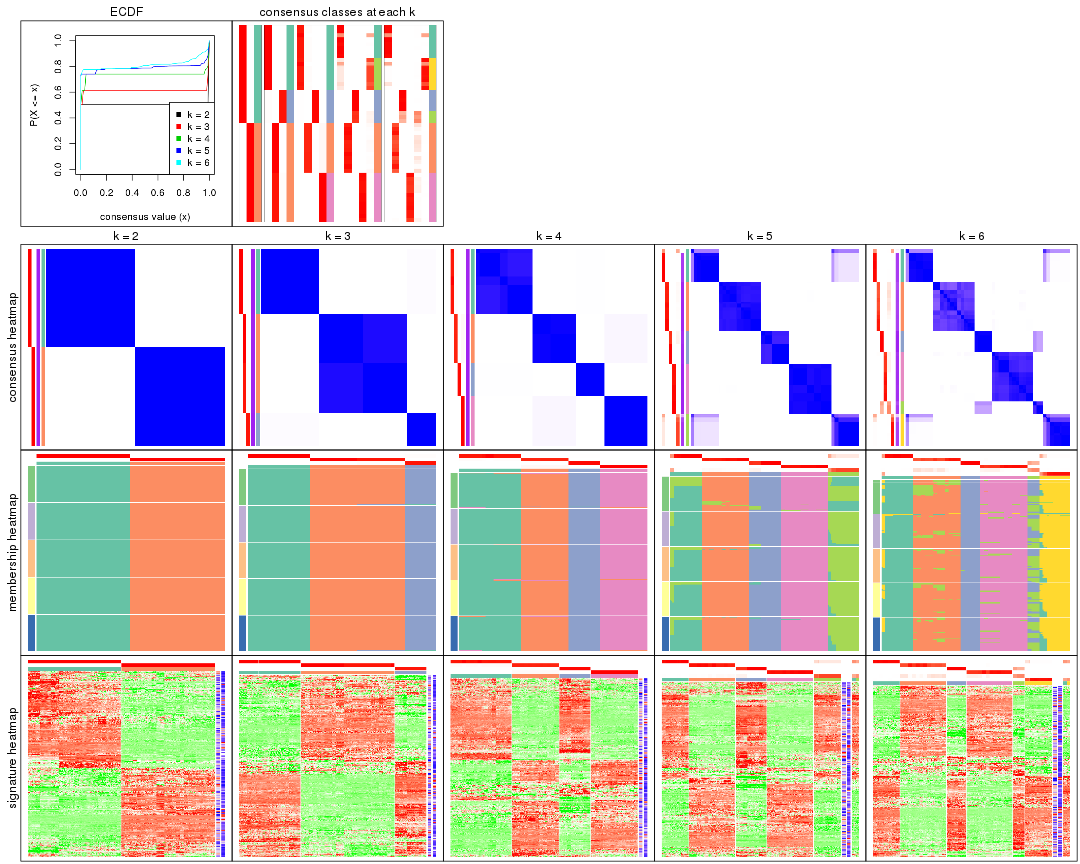 ECDF
consensus classes at each k
P(X <= x)
0.0 0.2 0.4 0.6 0.8 1.0
k = 2
k = 3
k = 4
k = 5
k = 6
0.0 0.2 0.4 0.6 0.8 1.0
consensus value (x)
k = 2
k = 3
k = 4
k = 5
k = 6
consensus heatmap
membership heatmap
signature heatmap